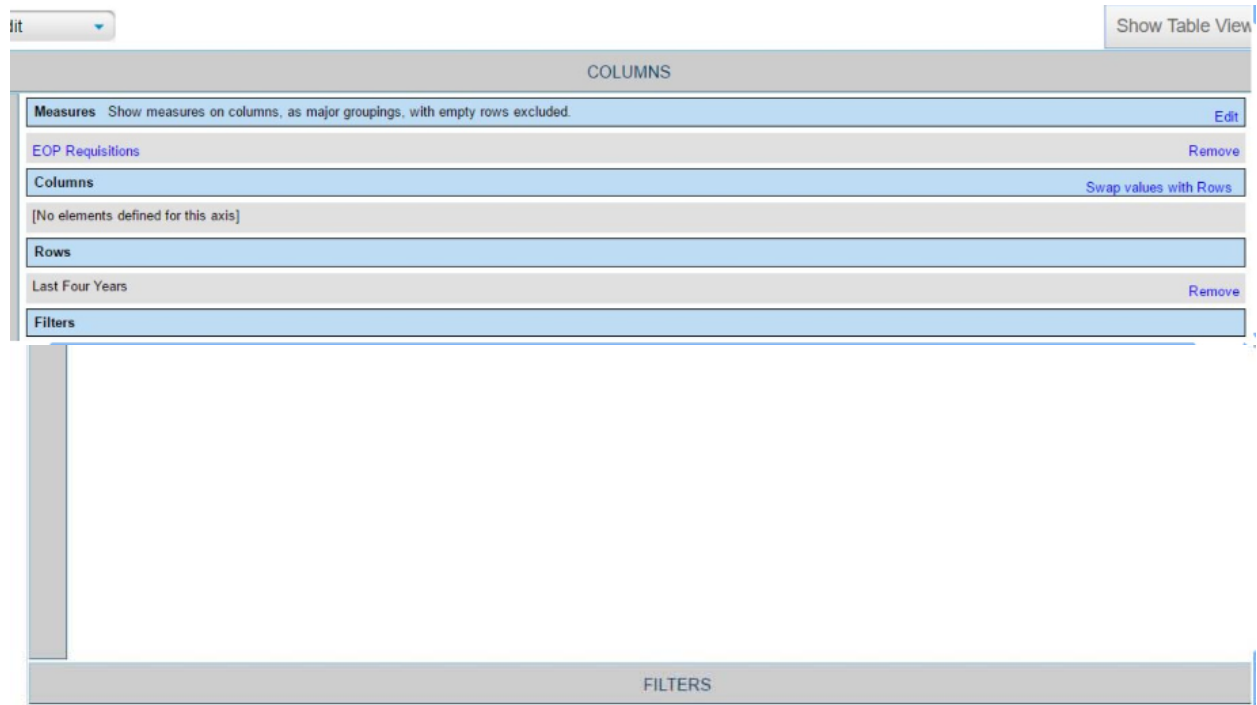 dit
Show Table View
COLUMNS
Measures Show measures on columns, as major groupings, with empty rows excluded. Edit
EOP Requisitions Remove
Columns Swap values with Rows
[No elements defined for this axis]
Rows
Last Four Years Remove
Filters
FILTERS